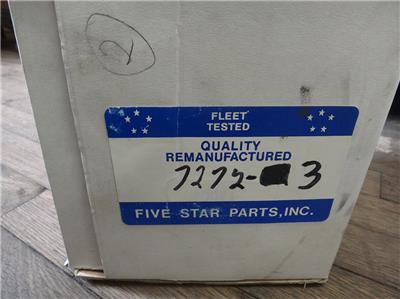 2
FLEET
TESTED
QUALITY
REMANUFACTURED
7272-3
FIVE STAR PARTS, INC.